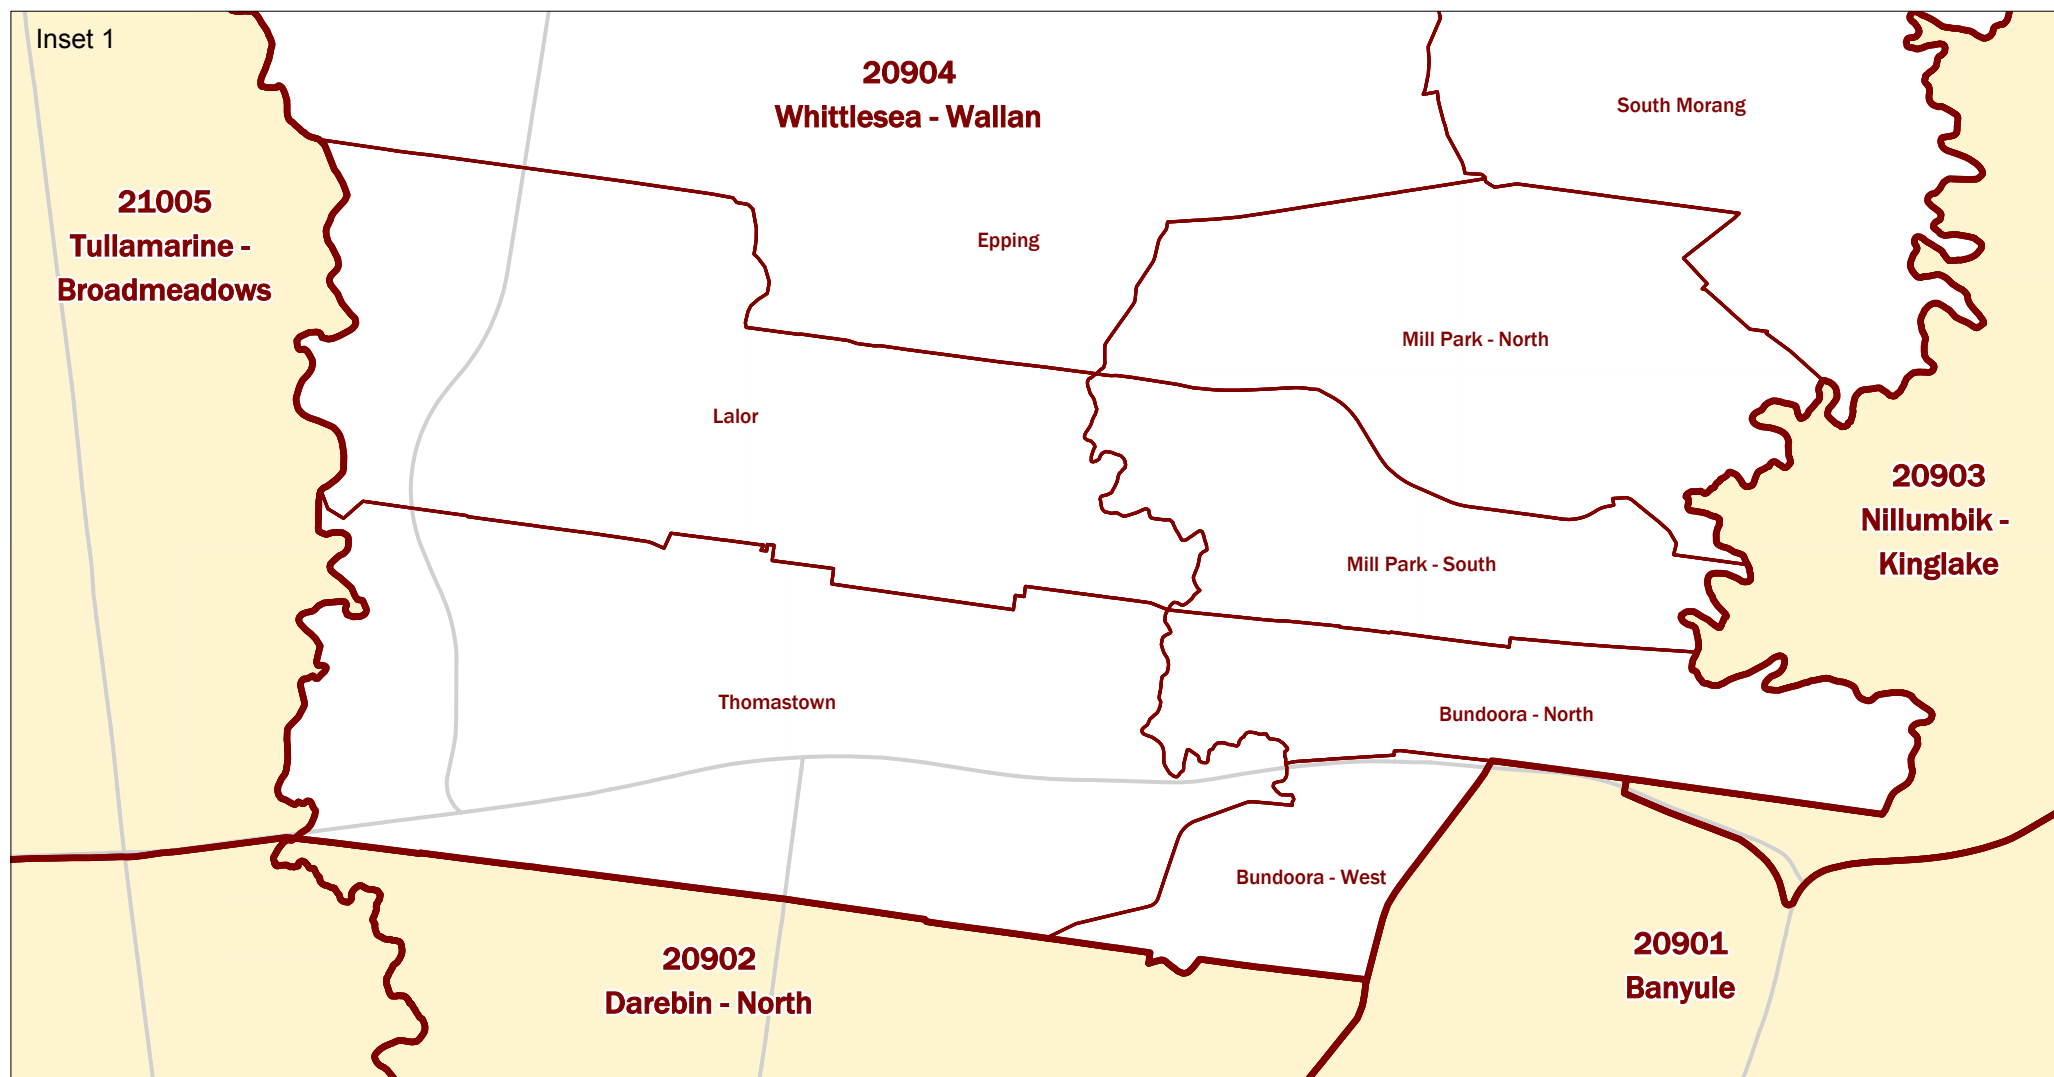 Inset 1
20904
Whittlesea - Wallan
South Morang
21005
Tullamarine -
Broadmeadows
Epping
Mill Park - North
Lalor
20903
Nillumbik -
Kinglake
Mill Park - South
Thomastown
Bundoora - North
Bundoora - West
20902
Darebin - North
20901
Banyule